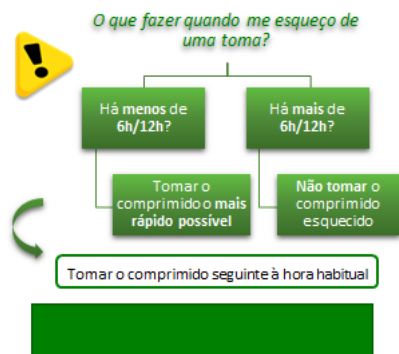 O que fazer quando me esqueço de
uma toma?
Há menos de
6h/12h?
Há mais de
6h/12h?
Tomar o
comprimido o mais
rápido possível
Não tomar o
comprimido
esquecido
Tomar o comprimido seguinte à hora habitual